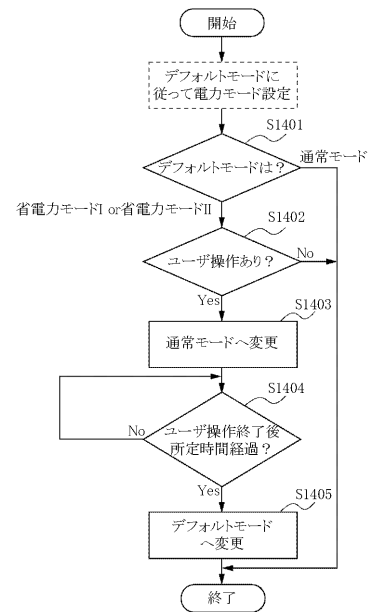 開始
デフォルトモードに
従って電力モード設定
S1401
デフォルトモードは？
通常モード
省電力モードI or省電力モードII
S1402
ユーザ操作あり？
No
Yes
S1403
通常モードへ変更
S1404
ユーザ操作終了後
所定時間経過？
No
Yes
S1405
デフォルトモード
へ変更
終了